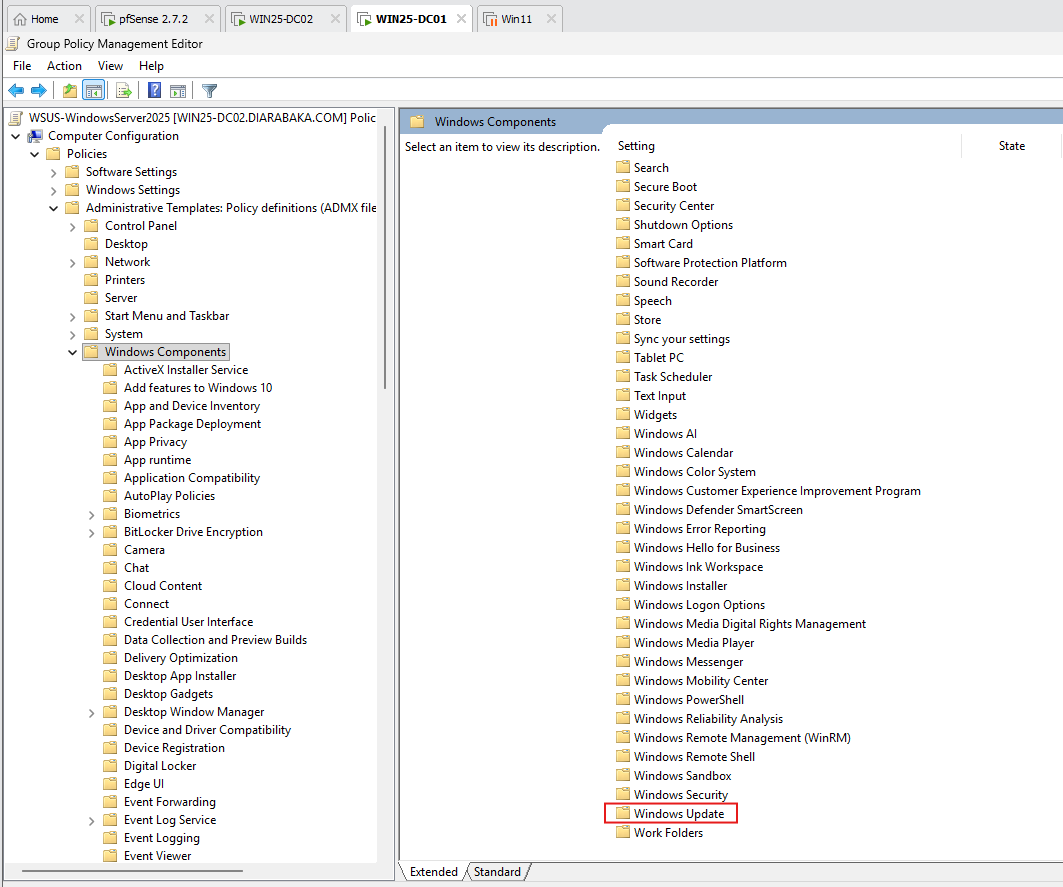 Home
pfSense 2.7.2
WIN25-DC02
WIN25-DC01
Win11
Group Policy Management Editor
File Action View Help
WSUS-WindowsServer2025 [WIN25-DC02.DIARABAKA.COM] Polic
Computer Configuration
Policies
Software Settings
Windows Settings
Administrative Templates: Policy definitions (ADMX file
Control Panel
Desktop
Network
Printers
Server
Start Menu and Taskbar
System
Windows Components
ActiveX Installer Service
Add features to Windows 10
App and Device Inventory
App Package Deployment
App Privacy
App runtime
Application Compatibility
AutoPlay Policies
Biometrics
BitLocker Drive Encryption
Camera
Chat
Cloud Content
Connect
Credential User Interface
Data Collection and Preview Builds
Delivery Optimization
Desktop App Installer
Desktop Gadgets
Desktop Window Manager
Device and Driver Compatibility
Device Registration
Digital Locker
Edge UI
Event Forwarding
Event Log Service
Event Logging
Event Viewer
Windows Components
Select an item to view its description.
Setting State
Search
Secure Boot
Security Center
Shutdown Options
Smart Card
Software Protection Platform
Sound Recorder
Speech
Store
Sync your settings
Tablet PC
Task Scheduler
Text Input
Widgets
Windows AI
Windows Calendar
Windows Color System
Windows Customer Experience Improvement Program
Windows Defender SmartScreen
Windows Error Reporting
Windows Hello for Business
Windows Ink Workspace
Windows Installer
Windows Logon Options
Windows Media Digital Rights Management
Windows Media Player
Windows Messenger
Windows Mobility Center
Windows PowerShell
Windows Reliability Analysis
Windows Remote Management (WinRM)
Windows Remote Shell
Windows Sandbox
Windows Security
Windows Update
Work Folders
Extended Standard